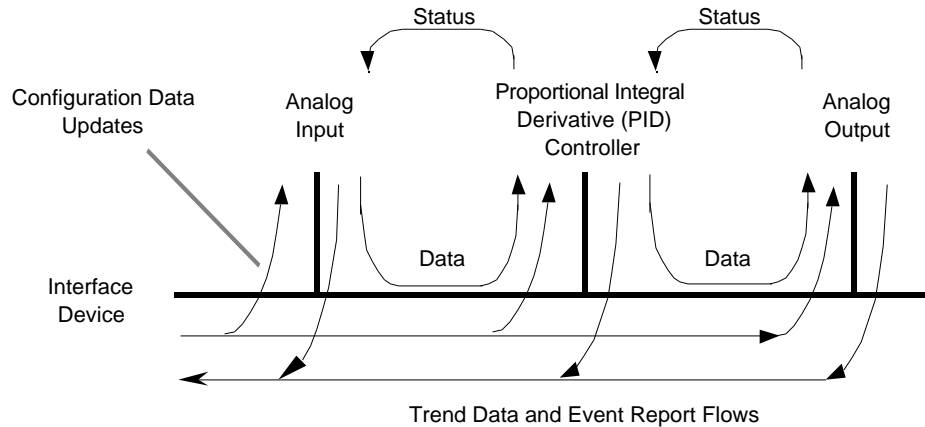 Status
Status
Configuration Data
Updates
Analog
Input
Proportional Integral
Derivative (PID)
Controller
Analog
Output
Data
Data
Interface
Device
Trend Data and Event Report Flows